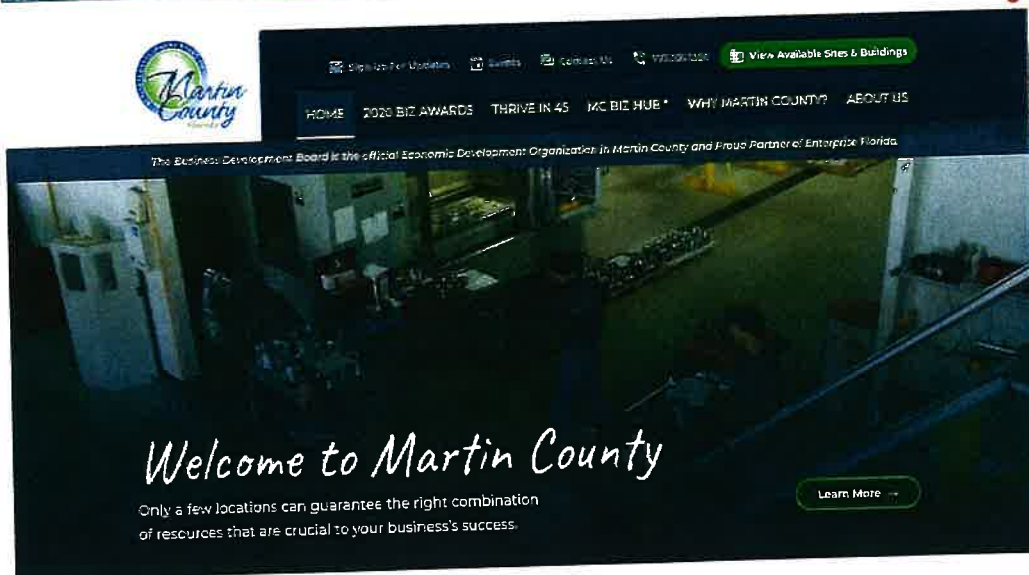 Martin
County
Sign Up For Updates Events Contact Us View Available Sites & Buildings
HOME 2020 BIZ AWARDS THRIVE IN 45 MC BIZ HUB WHY MARTIN COUNTY? ABOUT US
The Business Development Board is the official Economic Development Organization in Martin County and Proud Partner of Enterprise Florida.
Welcome to Martin County
Only a few locations can guarantee the right combination
of resources that are crucial to your business's success.
Learn More →